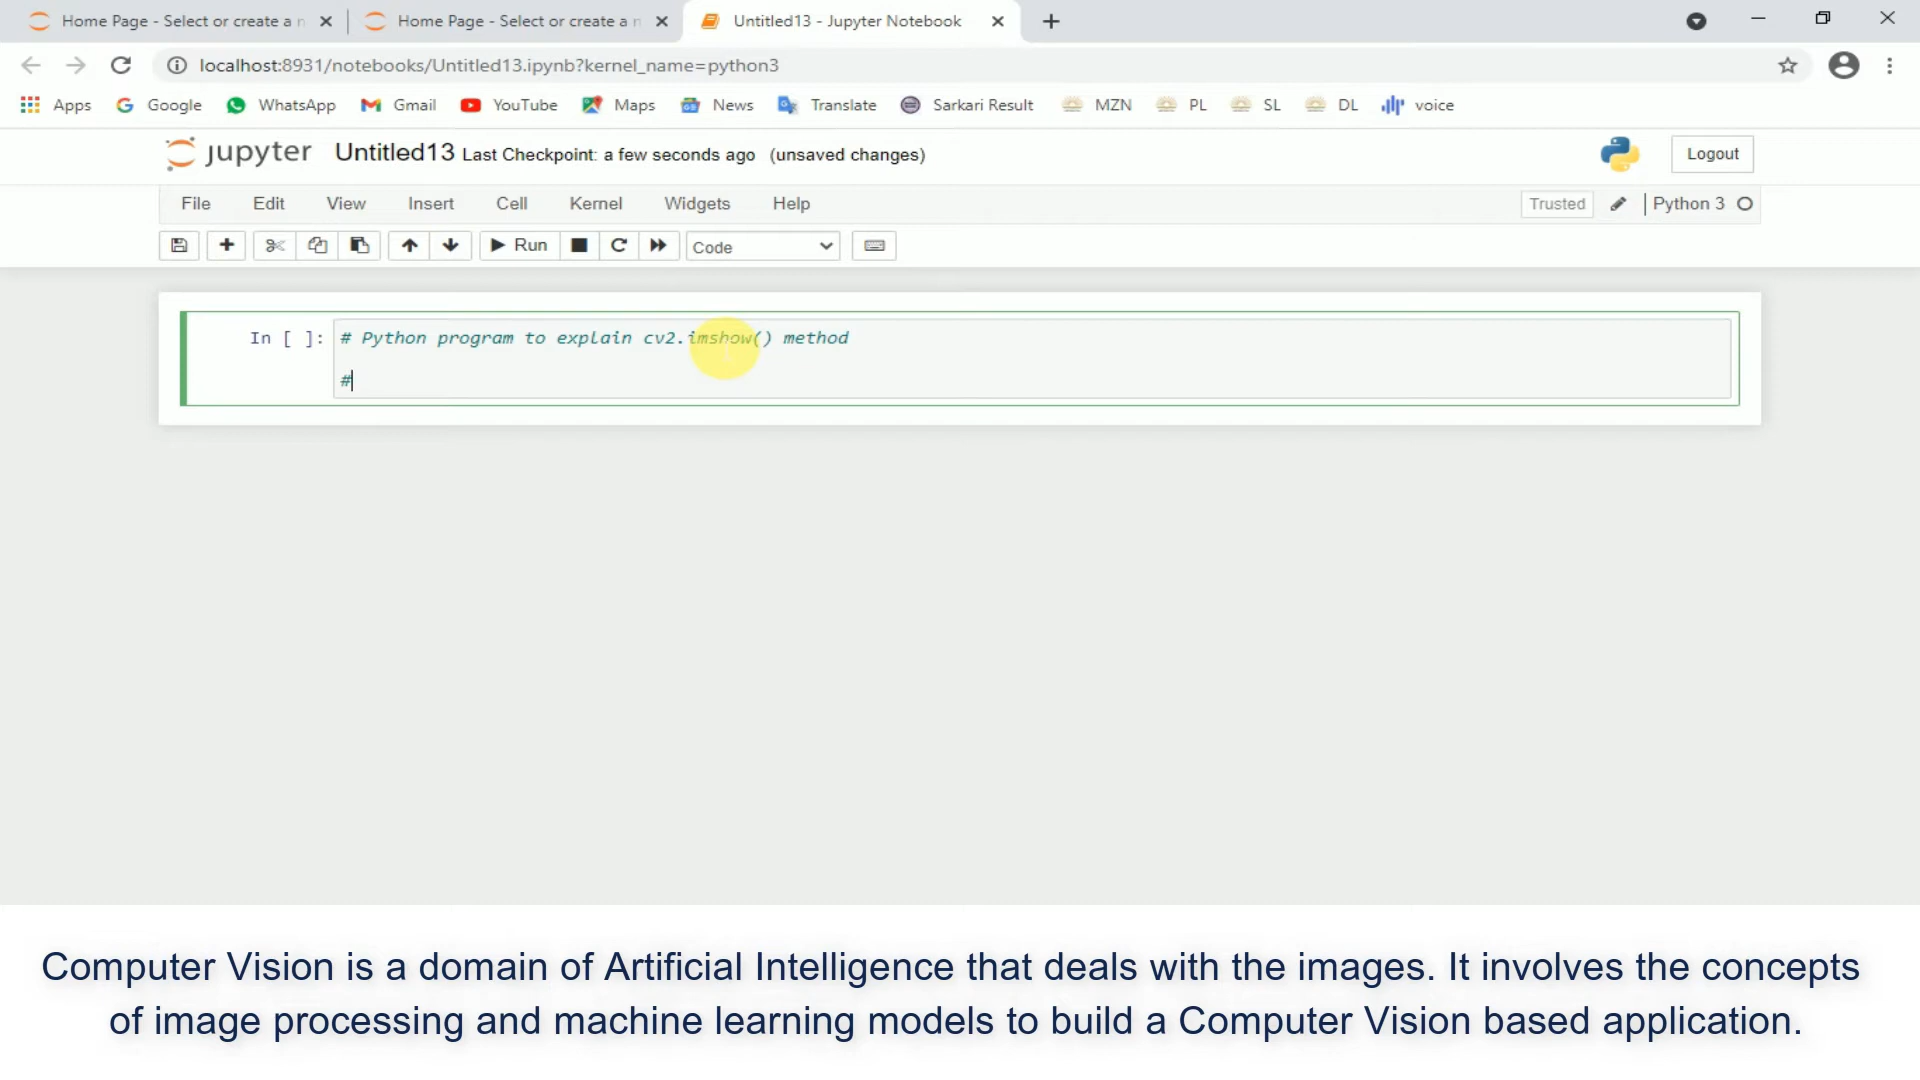 Home Page - Select or create a n
Home Page - Select or create a n
Untitled13 - Jupyter Notebook
localhost:8931/notebooks/Untitled13.ipynb?kernel_name=python3
Apps Google WhatsApp Gmail YouTube Maps News Translate Sarkari Result MZN PL SL DL voice
jupyter Untitled13 Last Checkpoint: a few seconds ago (unsaved changes) Logout
File Edit View Insert Cell Kernel Widgets Help Trusted Python 3
Run Code
In [ ]: # Python program to explain cv2.imshow() method
#
Computer Vision is a domain of Artificial Intelligence that deals with the images. It involves the concepts
of image processing and machine learning models to build a Computer Vision based application.